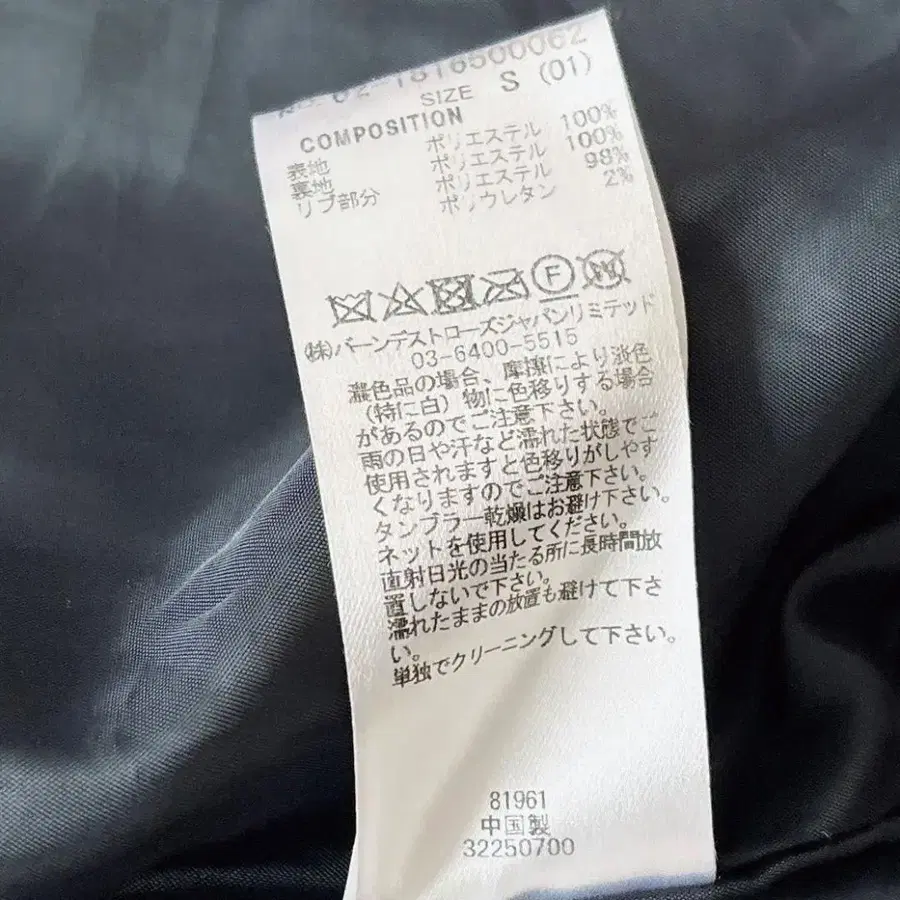 02-1816500062
SIZE S (01)
COMPOSITION
表地 ポリエステル 100%
裏地 ポリエステル 100%
リブ部分 ポリエステル 98%
ポリウレタン 2%
F
W
㈱バーンデストローズジャパンリミテッド
03-6400-5515
濃色品の場合、摩擦により淡色
(特に白)物に色移りする場合
があるのでご注意下さい。
雨の日や汗など濡れた状態でご
使用されますと色移りがしやす
くなりますのでご注意下さい。
タンブラー乾燥はお避け下さい。
ネットを使用してください。
直射日光の当たる所に長時間放
置しないで下さい。
濡れたままの放置も避けて下さ
い。
単独でクリーニングして下さい。
81961
中国製
32250700